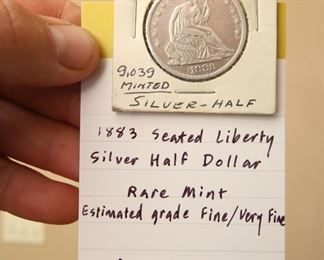 1883
9,039
MINTED
SILVER-HALF
1883 Seated Liberty
Silver Half Dollar
Rare Mint
Estimated grade Fine/Very Fine